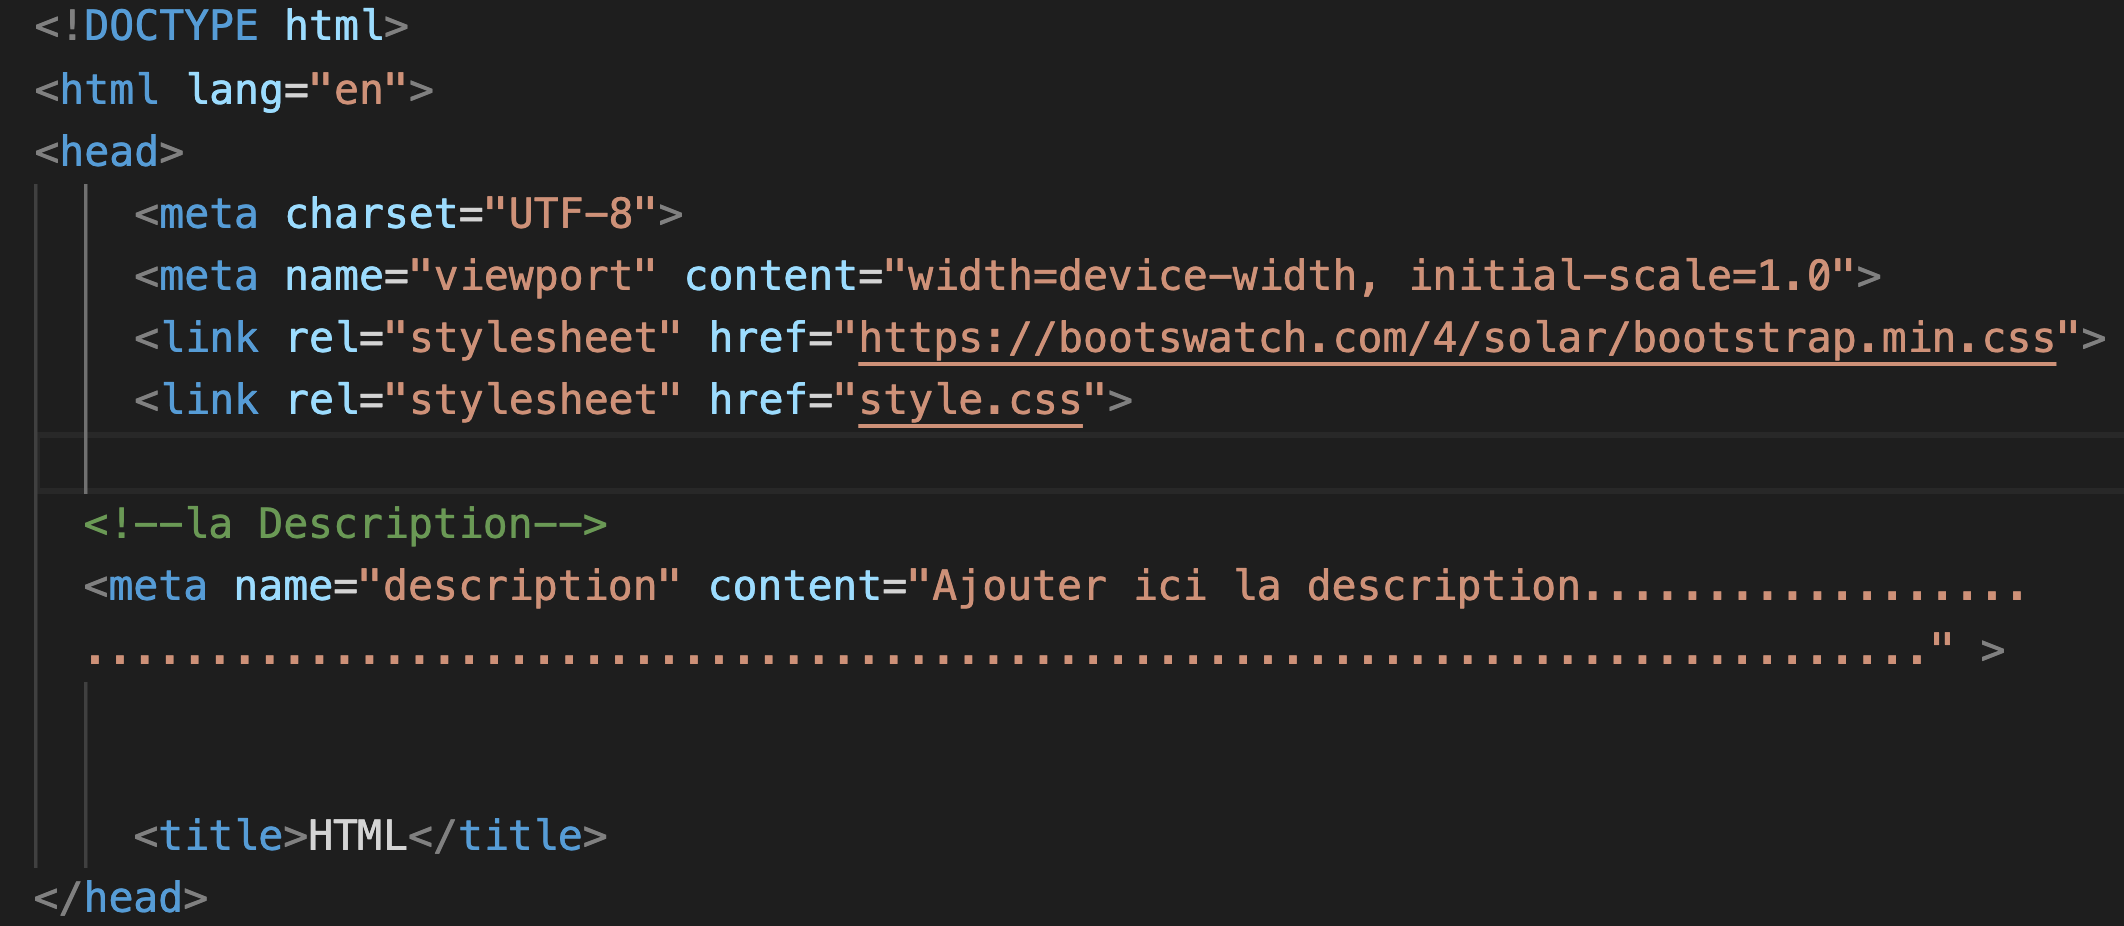 <!DOCTYPE html>
<html lang="en">
<head>
<meta charset="UTF-8">
<meta name="viewport" content="width=device-width, initial-scale=1.0">
<link rel="stylesheet" href="https://bootswatch.com/4/solar/bootstrap.min.css">
<link rel="stylesheet" href="style.css">
<!--la Description-->
<meta name="description" content="Ajouter ici la description..................
.........................................................................." >
<title>HTML</title>
</head>